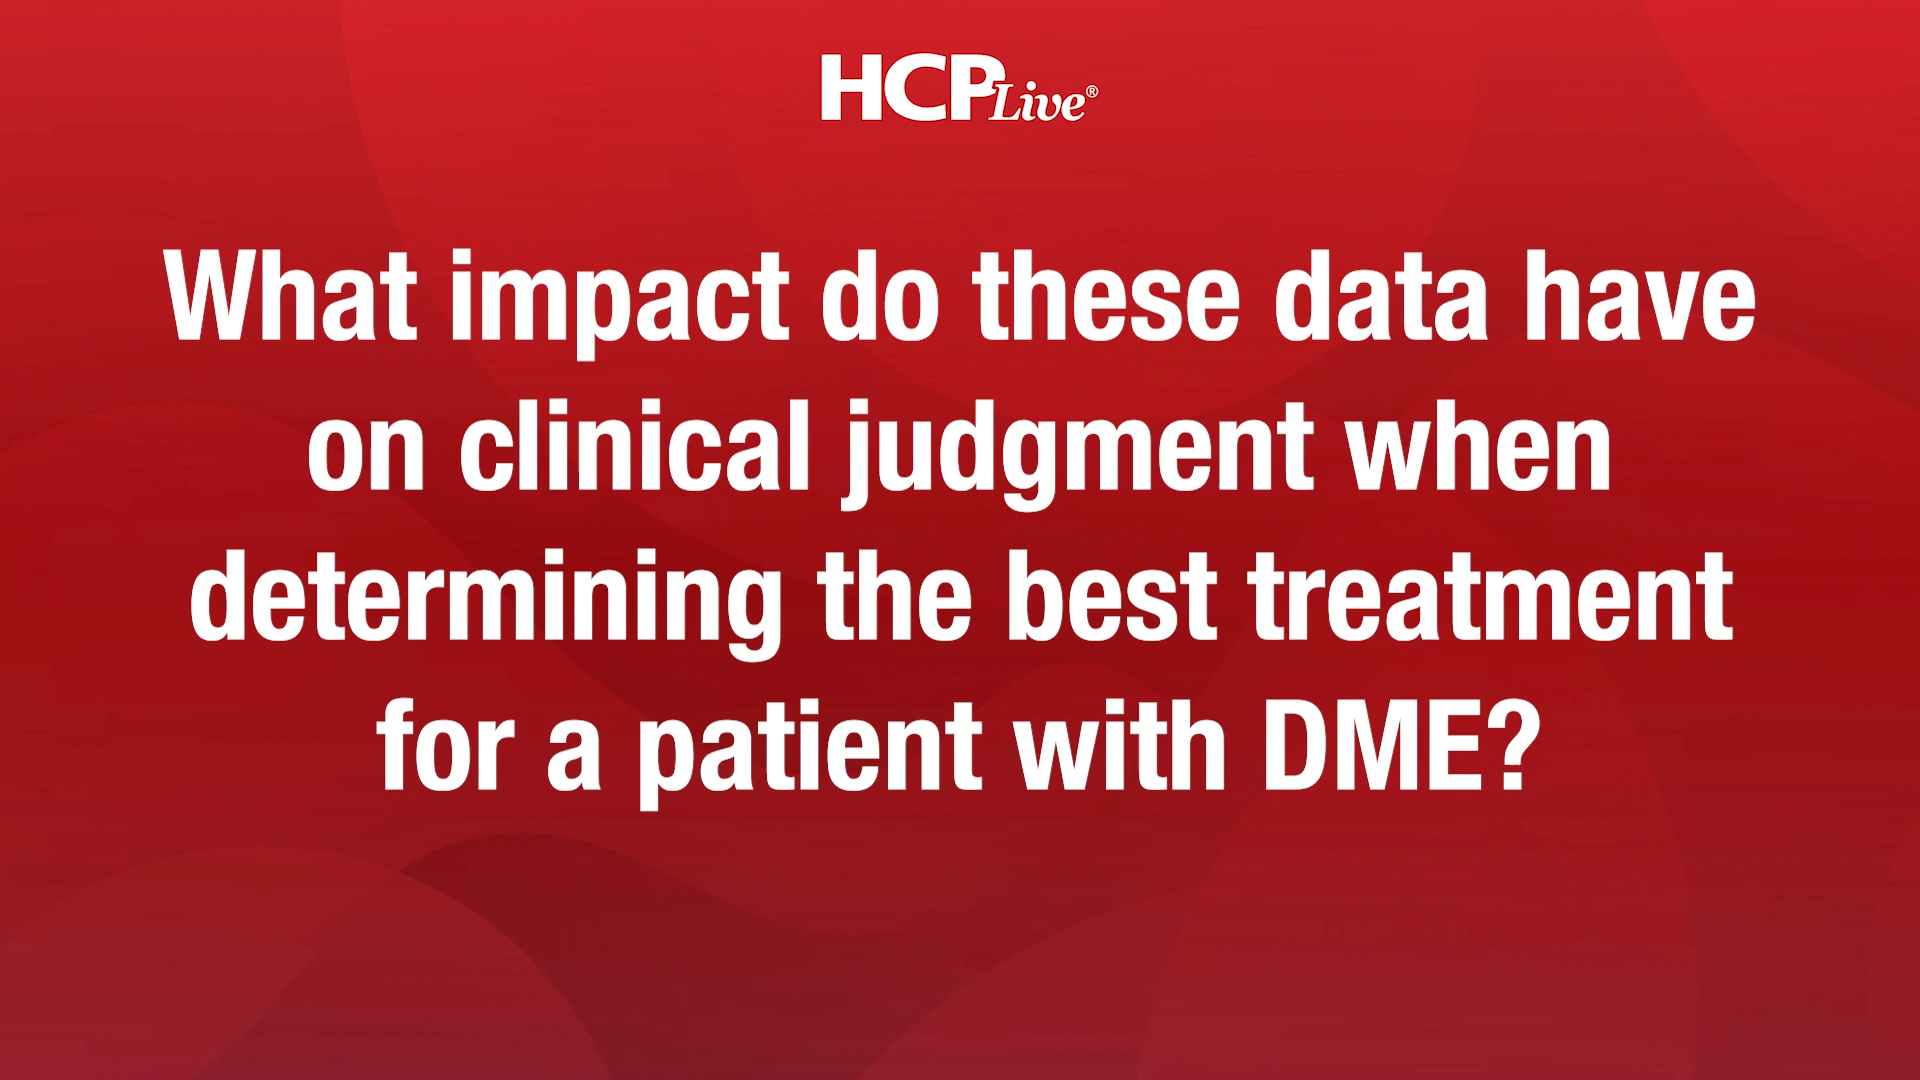 HCPLive®
What impact do these data have
on clinical judgment when
determining the best treatment
for a patient with DME?